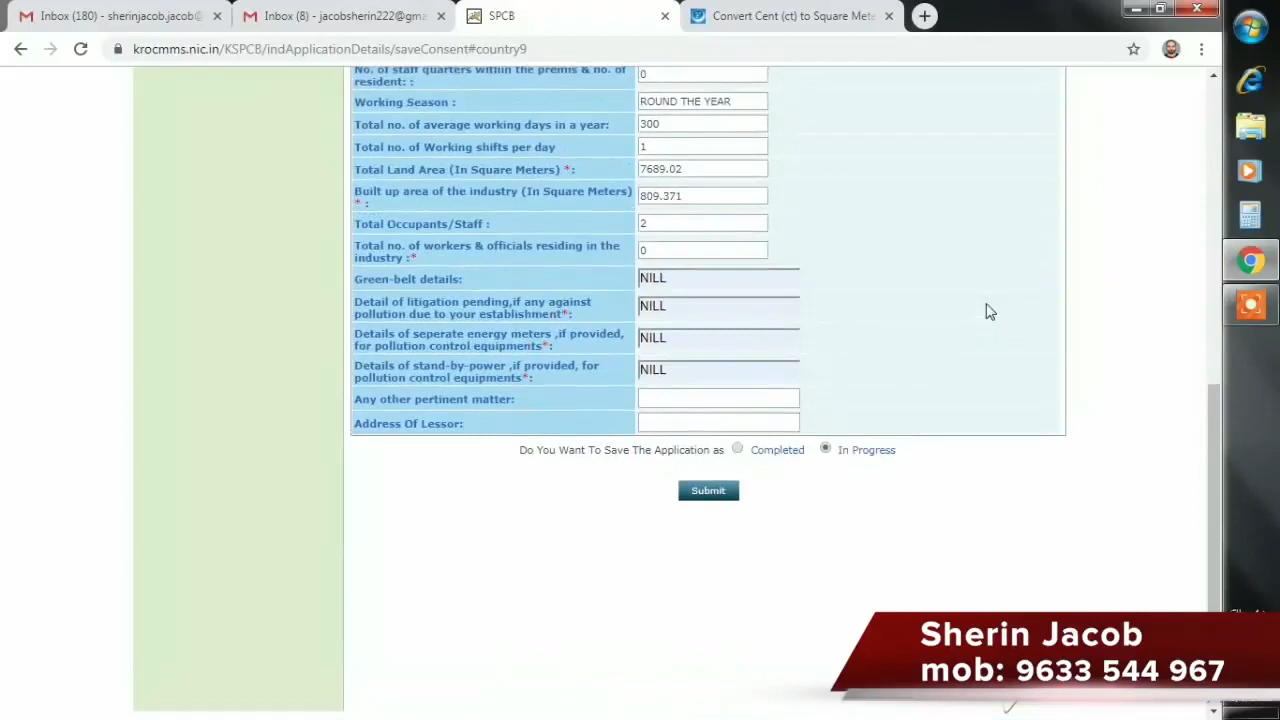 Inbox (180) - sherinjacob.jacob@
Inbox (8) - jacobsherin222@gm
SPCB
Convert Cent (ct) to Square Mete
krocmms.nic.in/KSPCB/indApplicationDetails/saveConsent#country9
No. of staff quarters within the premis & no. of
resident: :
0
Working Season :
ROUND THE YEAR
Total no. of average working days in a year:
300
Total no. of Working shifts per day
1
Total Land Area (In Square Meters) *:
7689.02
Built up area of the industry (In Square Meters)
* :
809.371
Total Occupants/Staff :
2
Total no. of workers & officials residing in the
industry :*
0
Green-belt details:
NILL
Detail of litigation pending,if any against
pollution due to your establishment*:
NILL
Details of seperate energy meters ,if provided,
for pollution control equipments*:
NILL
Details of stand-by-power ,if provided, for
pollution control equipments*:
NILL
Any other pertinent matter:
Address Of Lessor:
Do You Want To Save The Application as Completed In Progress
Submit
Sherin Jacob
mob: 9633 544 967